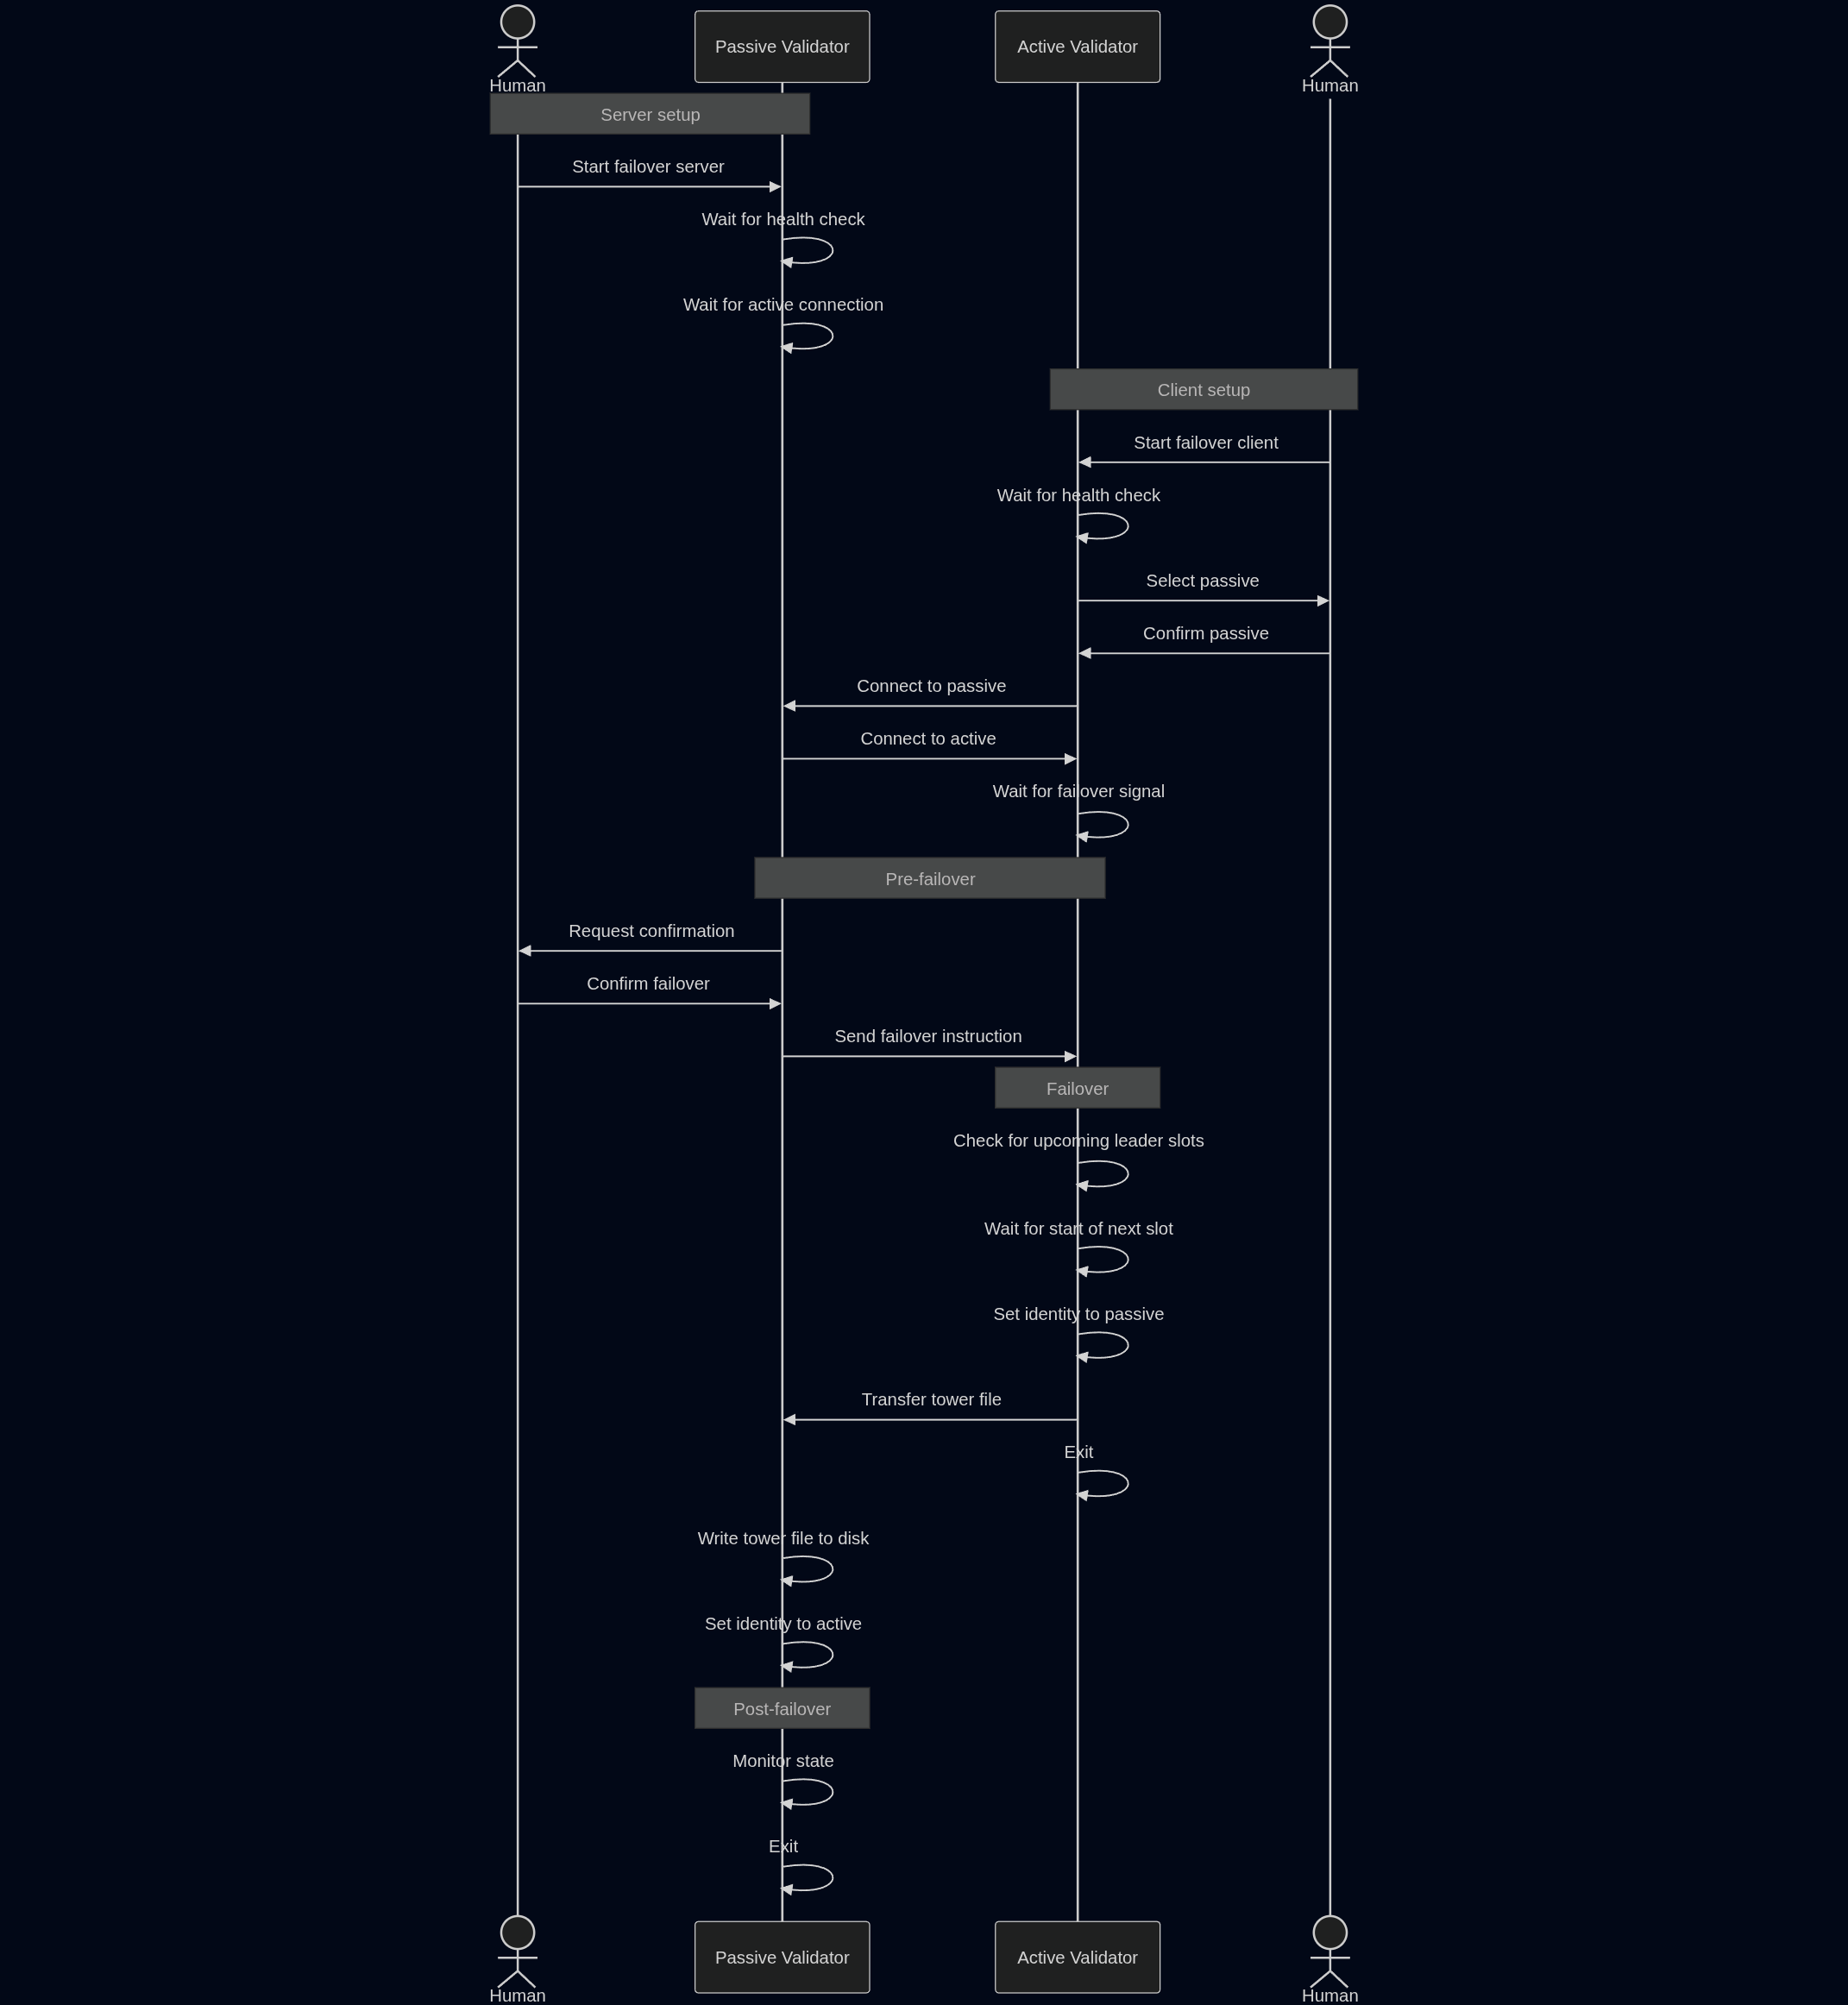 Human
Passive Validator
Active Validator
Human
Server setup
Start failover server
Wait for health check
Wait for active connection
Client setup
Start failover client
Wait for health check
Select passive
Confirm passive
Connect to passive
Connect to active
Wait for failover signal
Pre-failover
Request confirmation
Confirm failover
Send failover instruction
Failover
Check for upcoming leader slots
Wait for start of next slot
Set identity to passive
Transfer tower file
Exit
Write tower file to disk
Set identity to active
Post-failover
Monitor state
Exit
Human
Passive Validator
Active Validator
Human